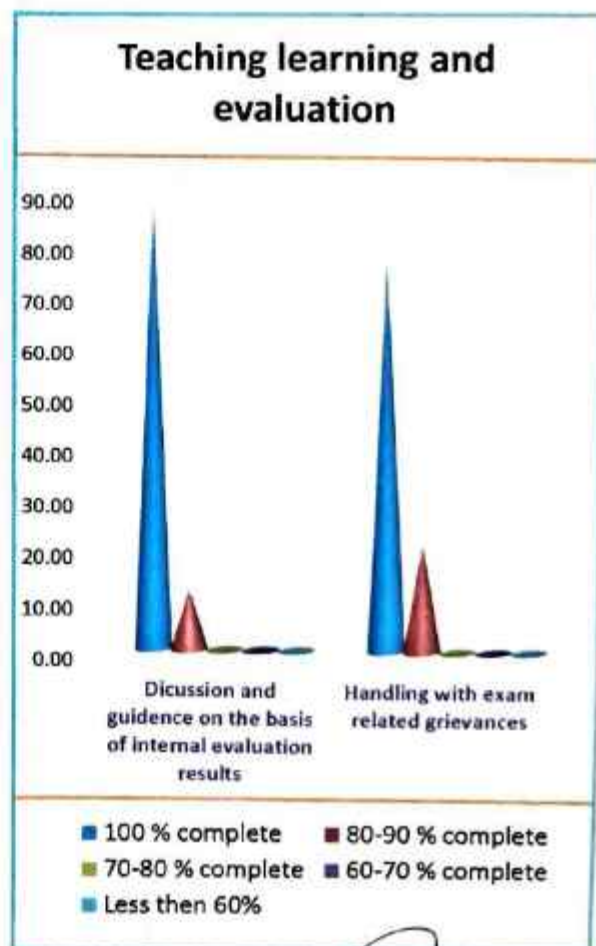 Teaching learning and
evaluation
90.00
80.00
70.00
60.00
50.00
40.00
30.00
20.00
10.00
0.00
Dicussion and
guidence on the basis
of internal evaluation
results
Handling with exam
related grievances
100 % complete
80-90 % complete
70-80 % complete
60-70 % complete
Less then 60%